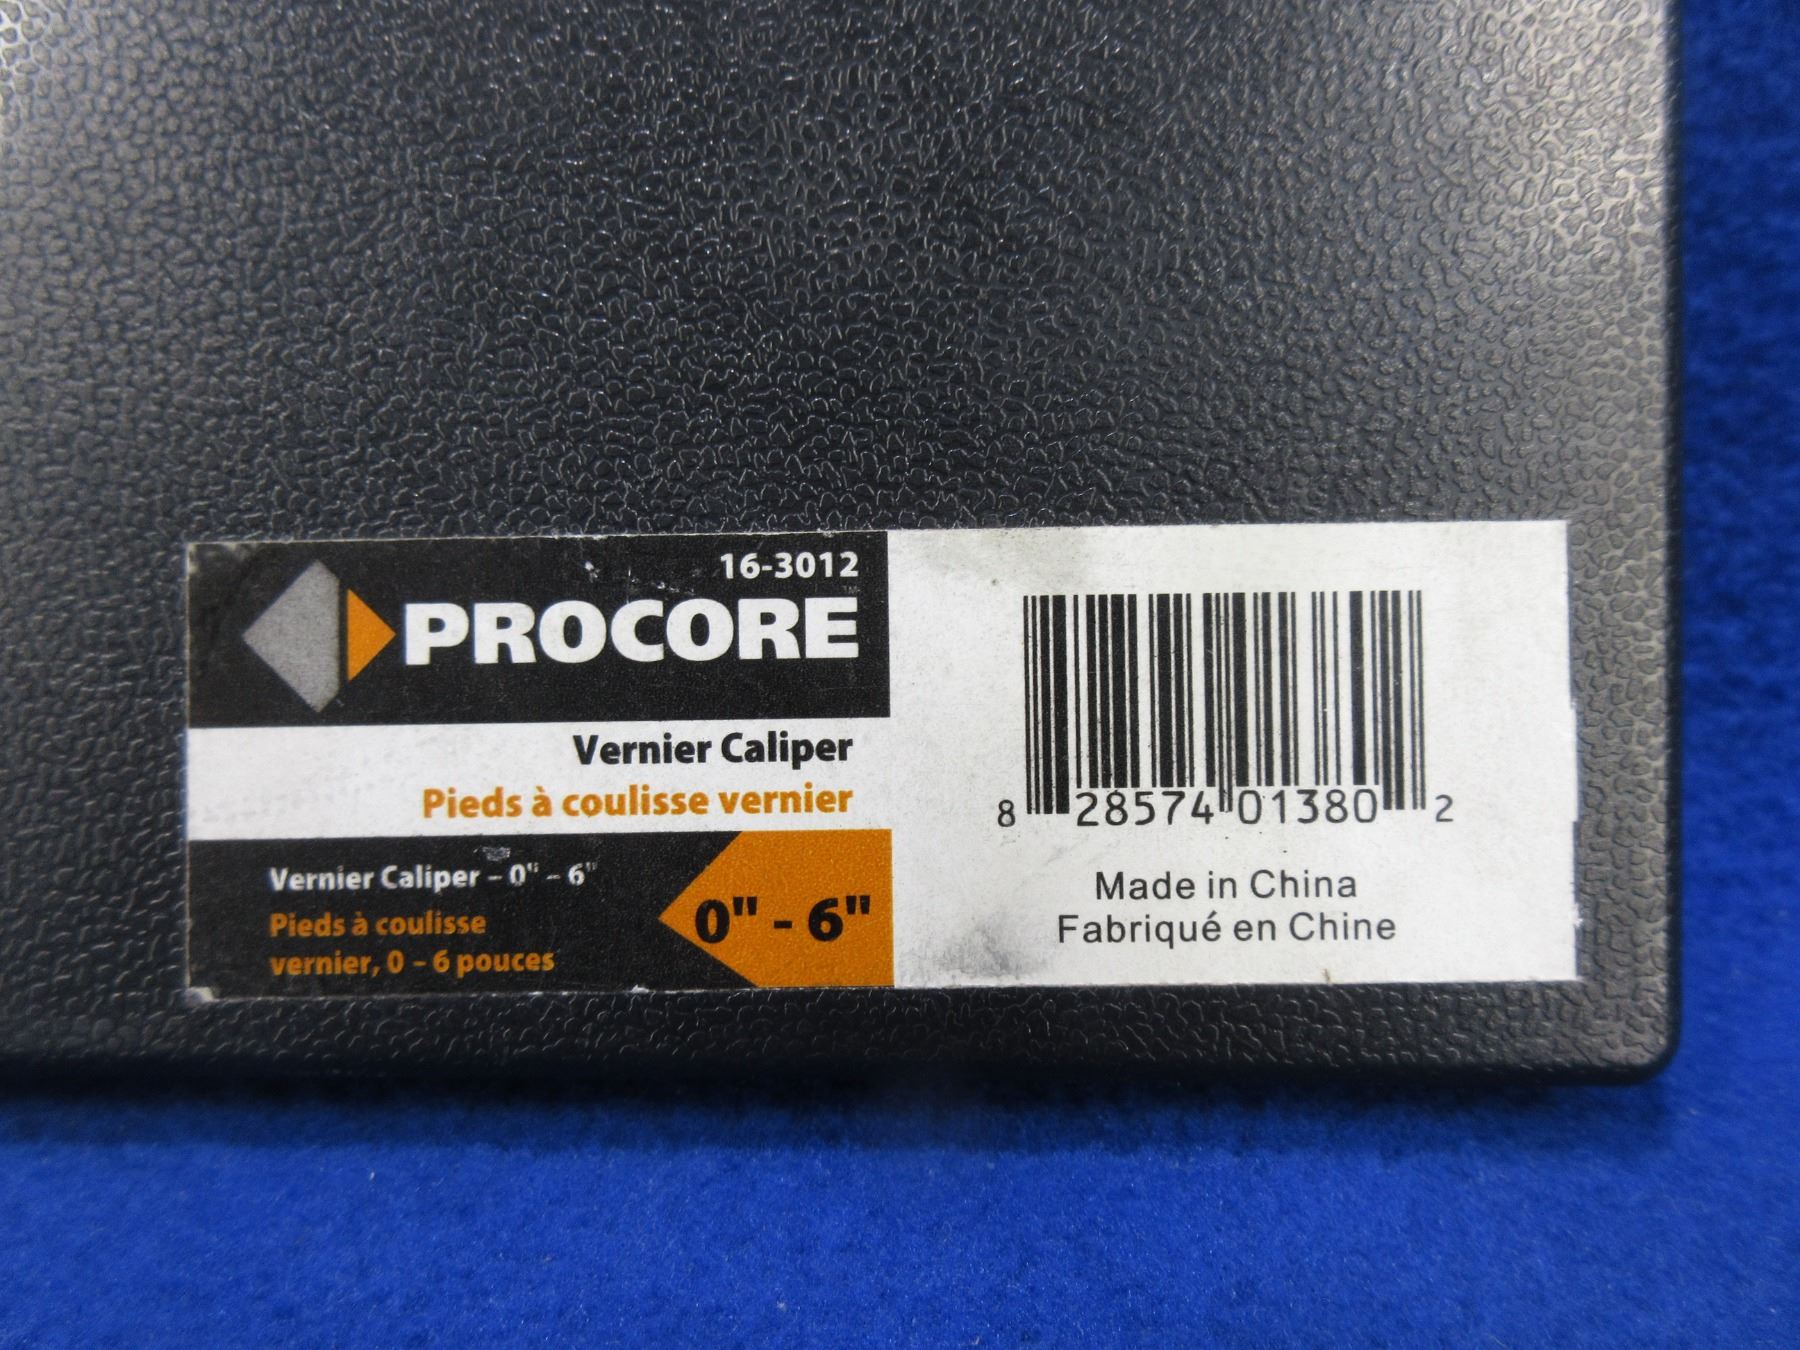 16-3012
PROCORE
Vernier Caliper
Pieds à coulisse vernier
Vernier Caliper – 0" – 6"
Pieds à coulisse
vernier, 0 – 6 pouces
0" - 6"
8 28574 01380 2
Made in China
Fabriqué en Chine